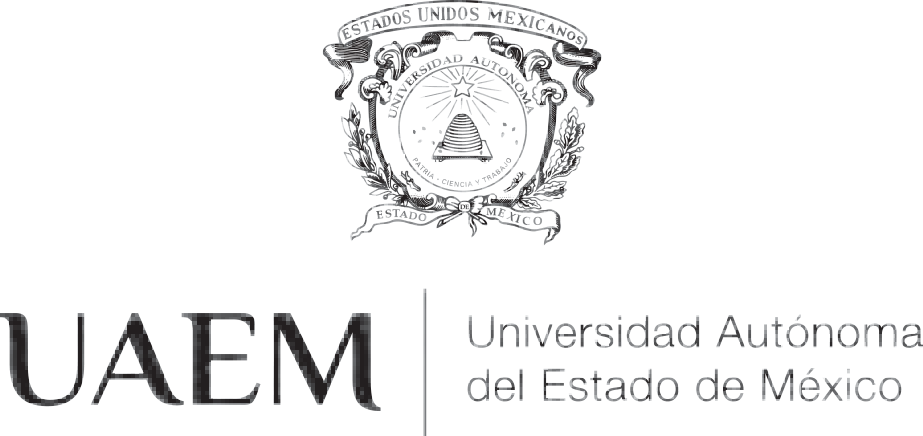 ESTADOS UNIDOS MEXICANOS
UNIVERSIDAD AUTONOMA
PATRIA - CIENCIA Y TRABAJO
ESTADO DE MEXICO
UAEM
Universidad Autónoma
del Estado de México